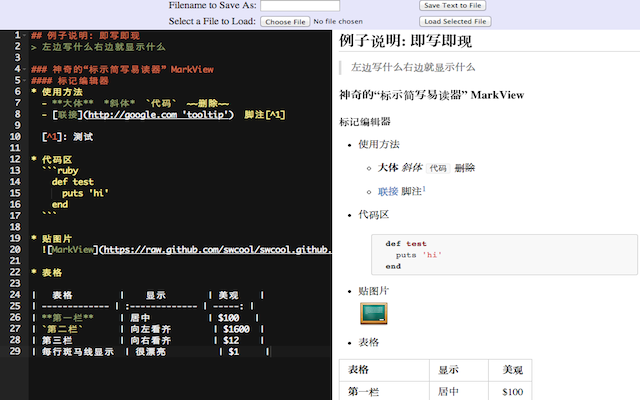 Filename to Save As:
Save Text to File
Select a File to Load:
Choose File No file chosen
Load Selected File
1 ## 例子说明: 即写即现
2 > 左边写什么右边就显示什么
3
4 ### 神奇的“标示简写易读器” MarkView
5 #### 标记编辑器
6 * 使用方法
7 - **大体** *斜体* `代码` ~~删除~~
8 - [联接](http://google.com 'tooltip') 脚注[^1]
9
10 [^1]: 测试
11
12 * 代码区
13 ```ruby
14 def test
15 puts 'hi'
16 end
17 ```
18
19 * 贴图片
20 ![MarkView](https://raw.github.com/swcool/swcool.github.
21
22 * 表格
23
24 | 表格 | 显示 | 美观 |
25 | ------------- | :------------- | -----: |
26 | **第一栏** | 居中 | $100 |
27 | `第二栏` | 向左看齐 | $1600 |
28 | 第三栏 | 向右看齐 | $12 |
29 | 每行斑马线显示 | 很漂亮 | $1 |
例子说明: 即写即现
左边写什么右边就显示什么
神奇的“标示简写易读器” MarkView
标记编辑器
使用方法
大体 斜体 代码 删除
联接 脚注1
代码区
def test
puts 'hi'
end
贴图片
表格
表格 显示 美观
第一栏 居中 $100